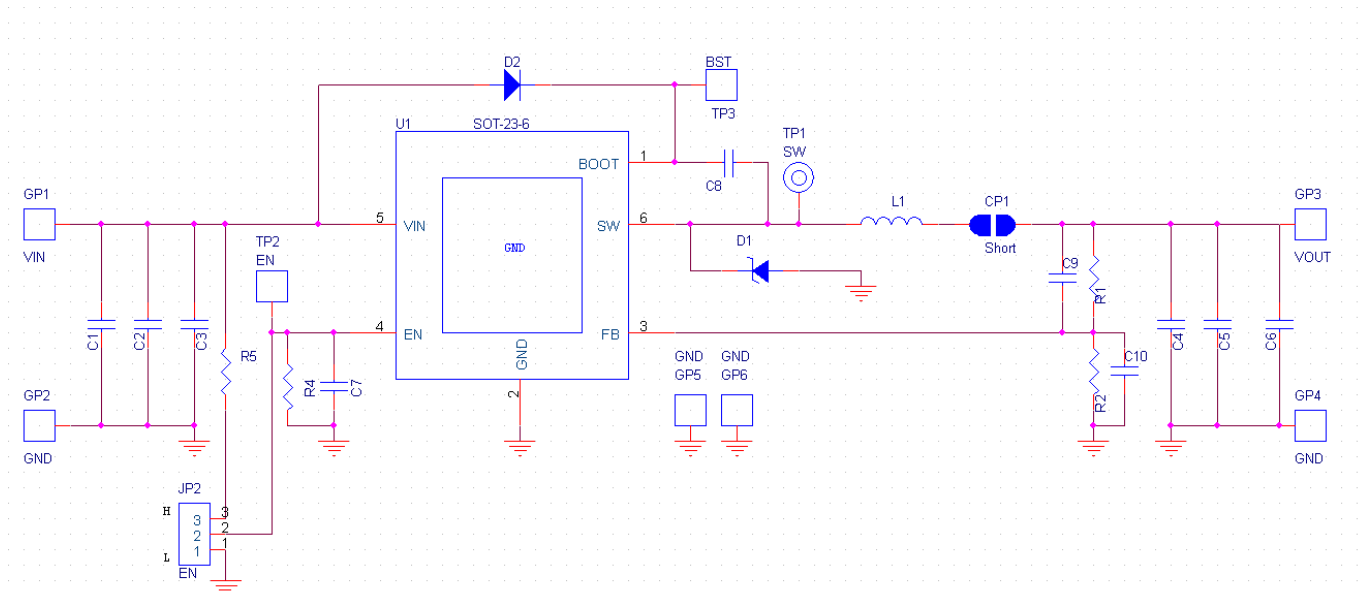 D2
BST
TP3
U1
SOT-23-6
TP1
SW
BOOT
1
C8
GP1
VIN
5
VIN
SW
6
L1
CP1
Short
GP3
VOUT
TP2
EN
GND
D1
C9
R1
4
EN
FB
3
C1
C2
C3
R5
R4
C7
GND
2
GND
GP5
GND
GP6
C10
R2
C4
C5
C6
GP2
GND
GP4
GND
JP2
H
3
3
2
2
1
1
L
EN